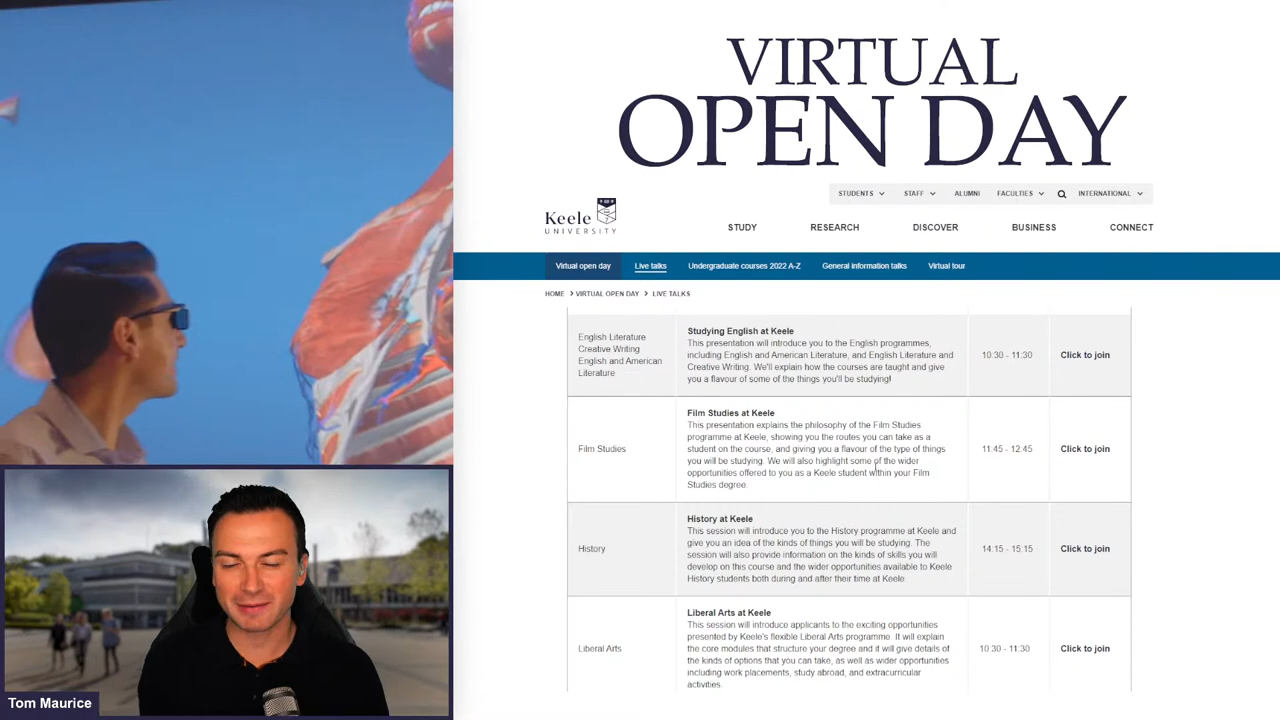 VIRTUAL
OPEN DAY
STUDENTS STAFF ALUMNI FACULTIES INTERNATIONAL
Keele
UNIVERSITY
STUDY RESEARCH DISCOVER BUSINESS CONNECT
Virtual open day Live talks Undergraduate courses 2022 A-Z General information talks Virtual tour
HOME > VIRTUAL OPEN DAY > LIVE TALKS
English Literature
Creative Writing
English and American
Literature
Studying English at Keele
This presentation will introduce you to the English programmes,
including English and American Literature, and English Literature and
Creative Writing. We'll explain how the courses are taught and give
you a flavour of some of the things you'll be studying!
10:30 - 11:30
Click to join
Film Studies
Film Studies at Keele
This presentation explains the philosophy of the Film Studies
programme at Keele, showing you the routes you can take as a
student on the course, and giving you a flavour of the type of things
you will be studying. We will also highlight some of the wider
opportunities offered to you as a Keele student within your Film
Studies degree.
11:45 - 12:45
Click to join
History
History at Keele
This session will introduce you to the History programme at Keele and
give you an idea of the kinds of things you will be studying. The
session will also provide information on the kinds of skills you will
develop on this course and the wider opportunities available to Keele
History students both during and after their time at Keele.
14:15 - 15:15
Click to join
Liberal Arts
Liberal Arts at Keele
This session will introduce applicants to the exciting opportunities
presented by Keele's flexible Liberal Arts programme. It will explain
the core modules that structure your degree and it will give details of
the kinds of options that you can take, as well as wider opportunities
including work placements, study abroad, and extracurricular
activities.
10:30 - 11:30
Click to join
Tom Maurice